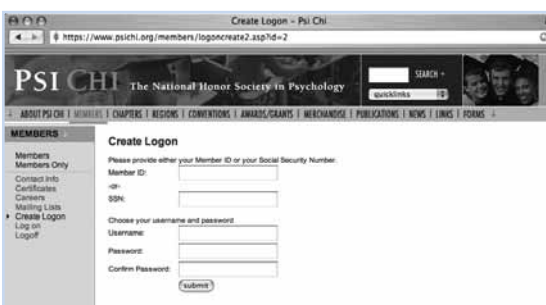 Create Logon – Psi Chi
https://www.psichi.org/members/logoncreate2.asp?id=2
PSI CHI The National Honor Society in Psychology
SEARCH
quicklinks
ABOUT PSI CHI | MEMBERS | CHAPTERS | REGIONS | CONVENTIONS | AWARDS/GRANTS | MERCHANDISE | PUBLICATIONS | NEWS | LINKS | FORMS
MEMBERS
Members
Members Only
Contact Info
Certificates
Careers
Mailing Lists
Create Logon
Log on
Logoff
Create Logon
Please provide either your Member ID or your Social Security Number.
Member ID:
-or-
SSN:
Choose your username and password
Username:
Password:
Confirm Password:
submit